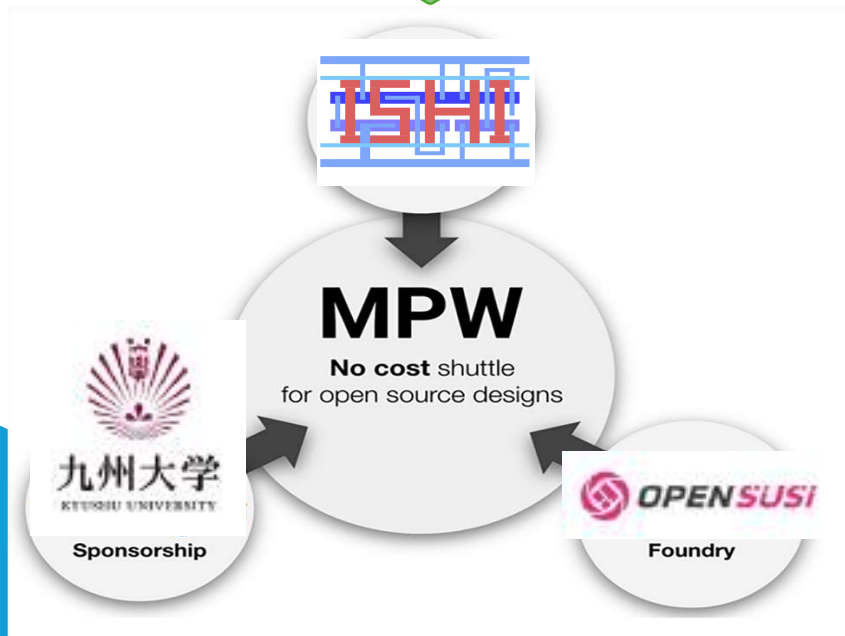 ISHI
MPW
No cost shuttle
for open source designs
九州大学
KYUSHU UNIVERSITY
Sponsorship
OPENSUSI
Foundry